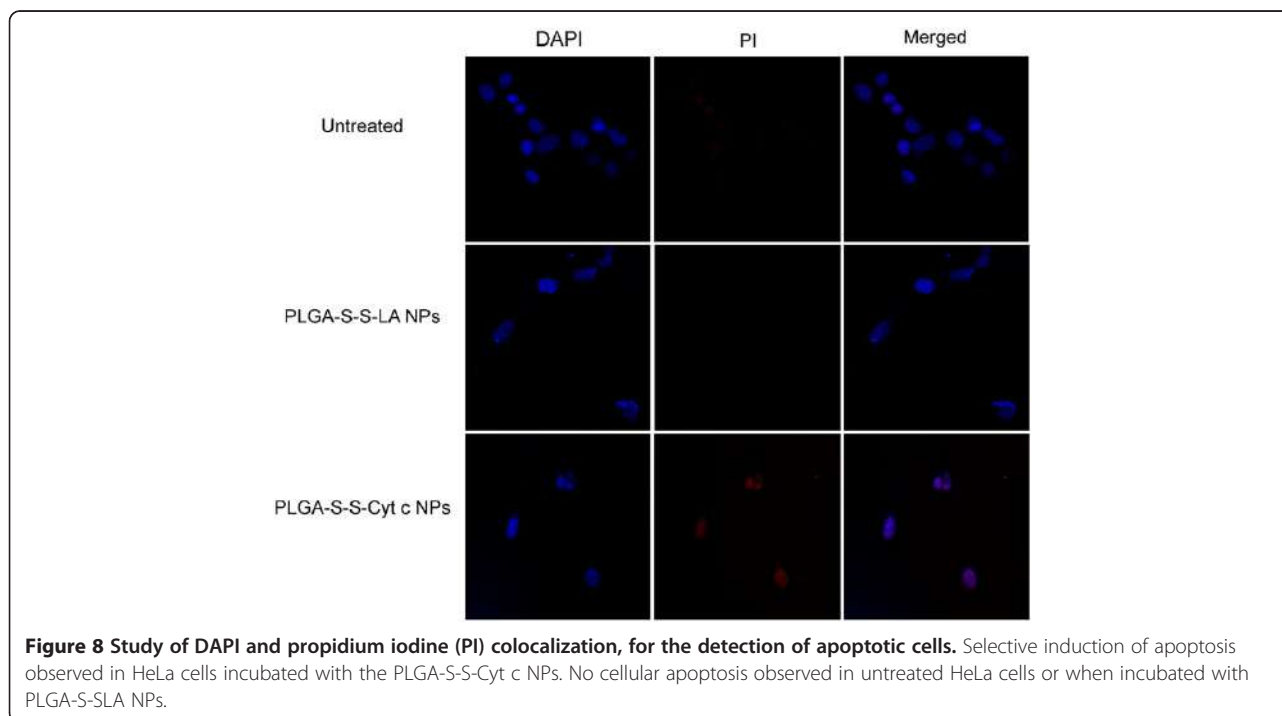 DAPI PI Merged
Untreated
PLGA-S-S-LA NPs
PLGA-S-S-Cyt c NPs
Figure 8 Study of DAPI and propidium iodine (PI) colocalization, for the detection of apoptotic cells. Selective induction of apoptosis
observed in HeLa cells incubated with the PLGA-S-S-Cyt c NPs. No cellular apoptosis observed in untreated HeLa cells or when incubated with
PLGA-S-SLA NPs.